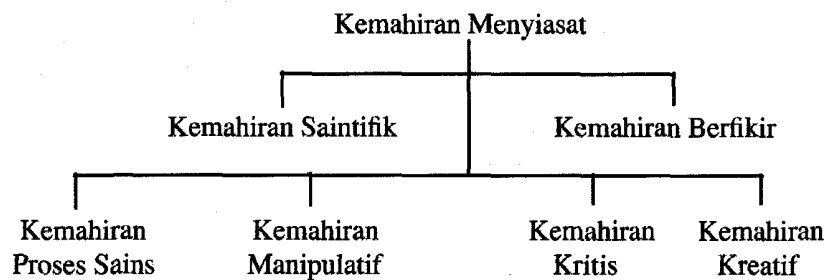 Kemahiran Menyiasat
Kemahiran Saintifik
Kemahiran Berfikir
Kemahiran
Proses Sains
Kemahiran
Manipulatif
Kemahiran
Kritis
Kemahiran
Kreatif